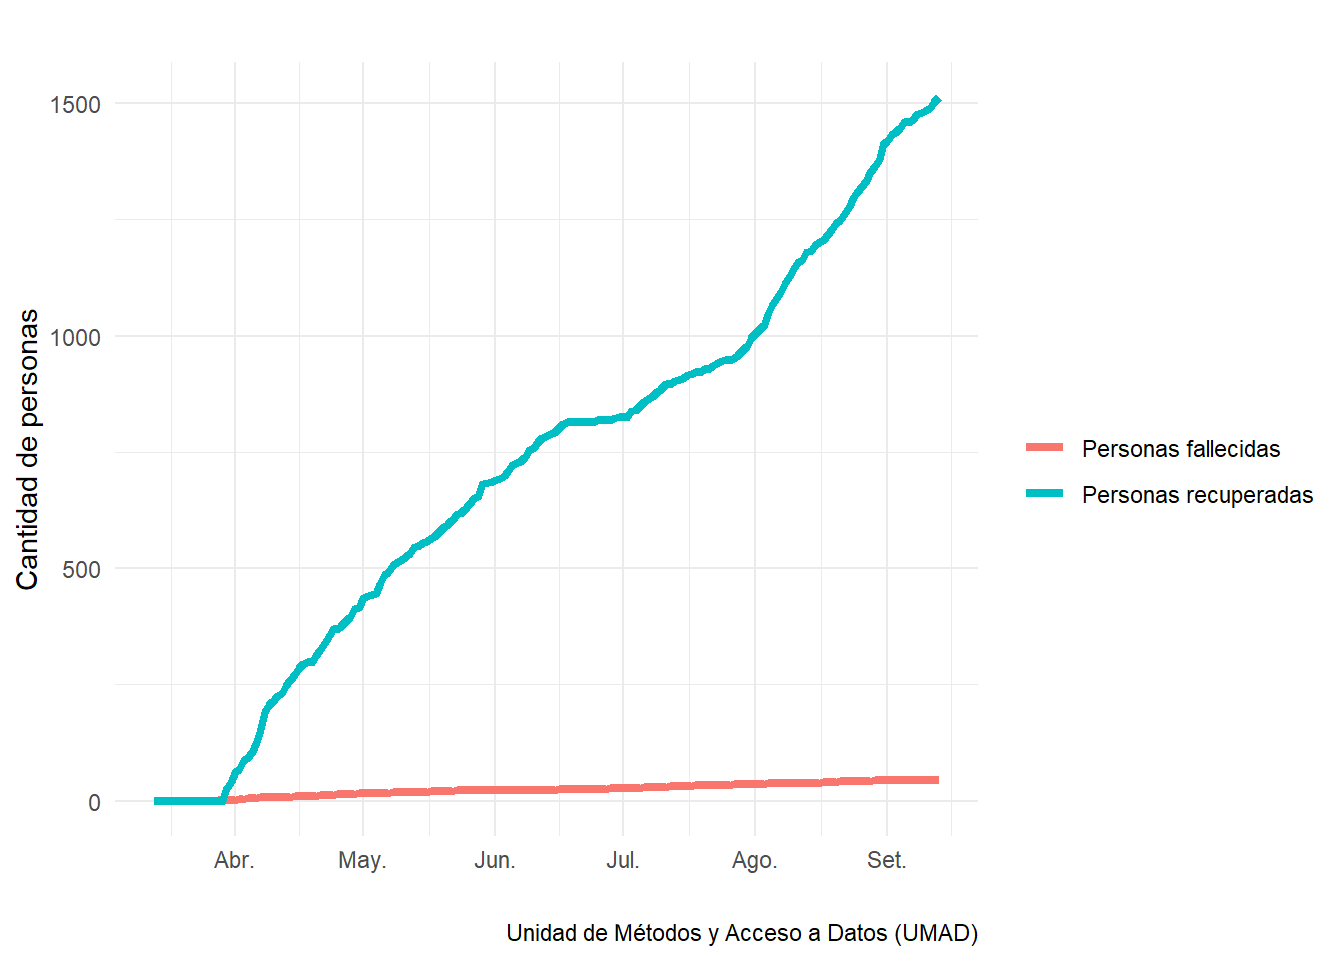 Cantidad de personas
1500
1000
500
0
Abr. May. Jun. Jul. Ago. Set.
Personas fallecidas
Personas recuperadas
Unidad de Métodos y Acceso a Datos (UMAD)